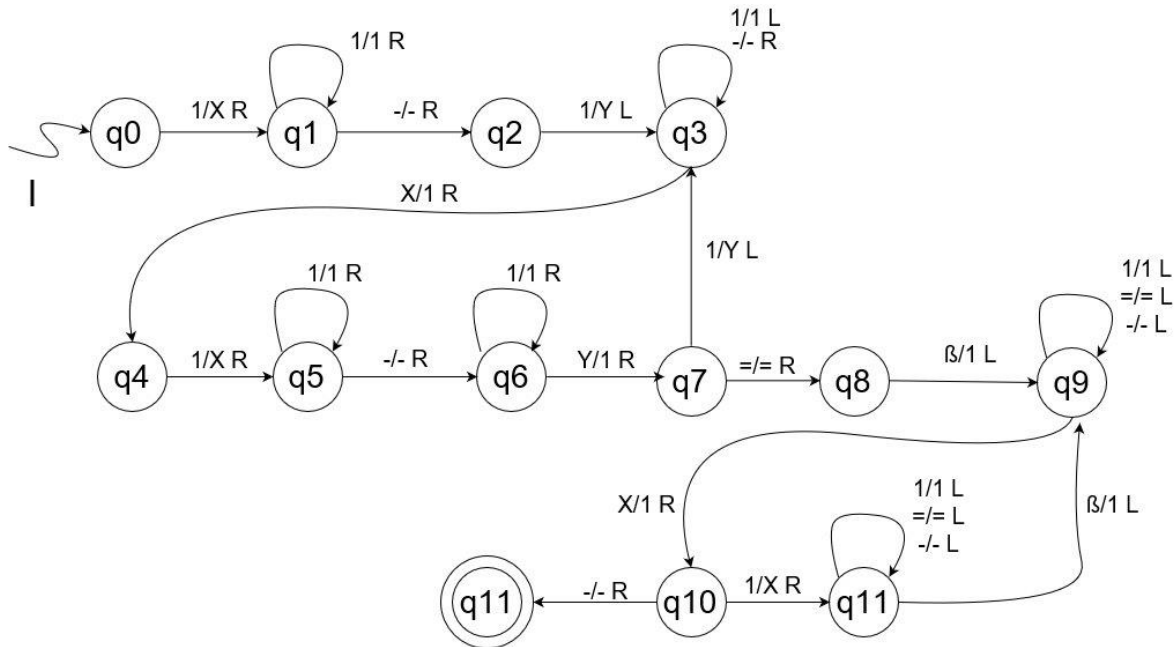 1/1 R
1/1 L
-/- R
q0
1/X R
q1
-/- R
q2
1/Y L
q3
I
X/1 R
1/Y L
1/1 R
1/1 R
1/1 L
=/= L
-/- L
q4
1/X R
q5
-/- R
q6
Y/1 R
q7
=/= R
q8
ß/1 L
q9
X/1 R
1/1 L
=/= L
-/- L
ß/1 L
q11
-/- R
q10
1/X R
q11